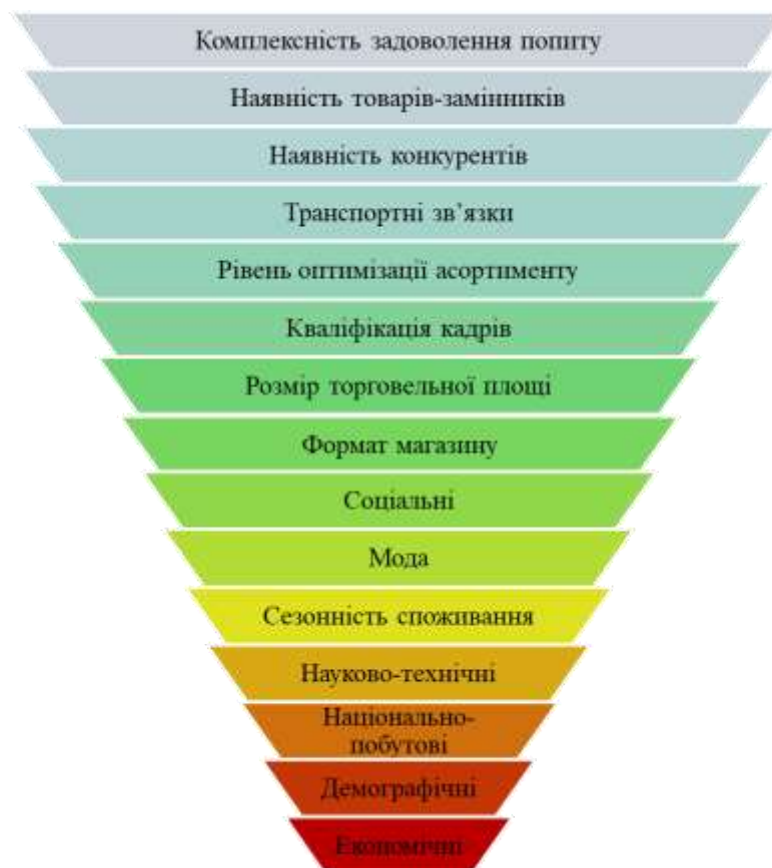 Комплексність задоволення попиту
Наявність товарів-замінників
Наявність конкурентів
Транспортні зв’язки
Рівень оптимізації асортименту
Кваліфікація кадрів
Розмір торговельної площі
Формат магазину
Соціальні
Мода
Сезонність споживання
Науково-технічні
Національно-
побутові
Демографічні
Економічні